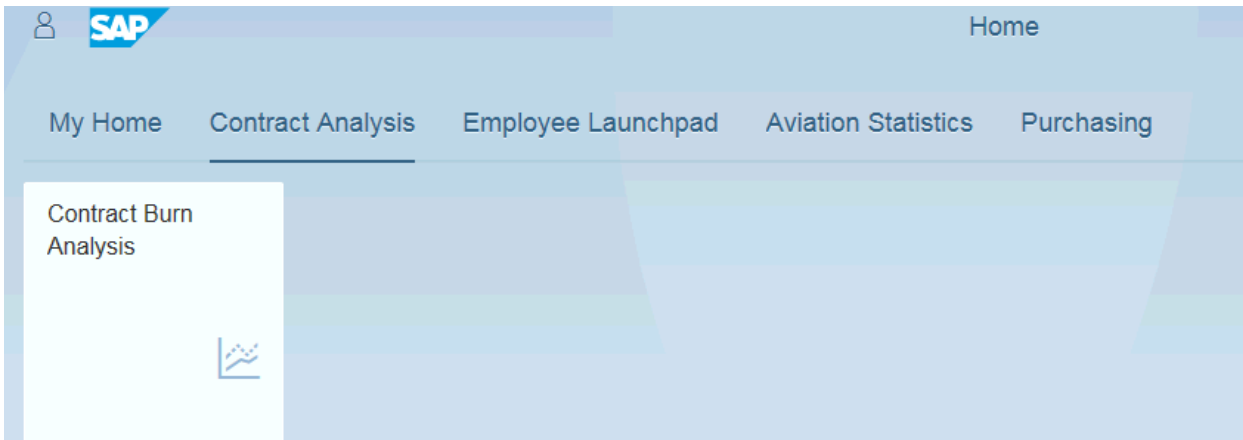 SAP
Home
My Home Contract Analysis Employee Launchpad Aviation Statistics Purchasing
Contract Burn
Analysis